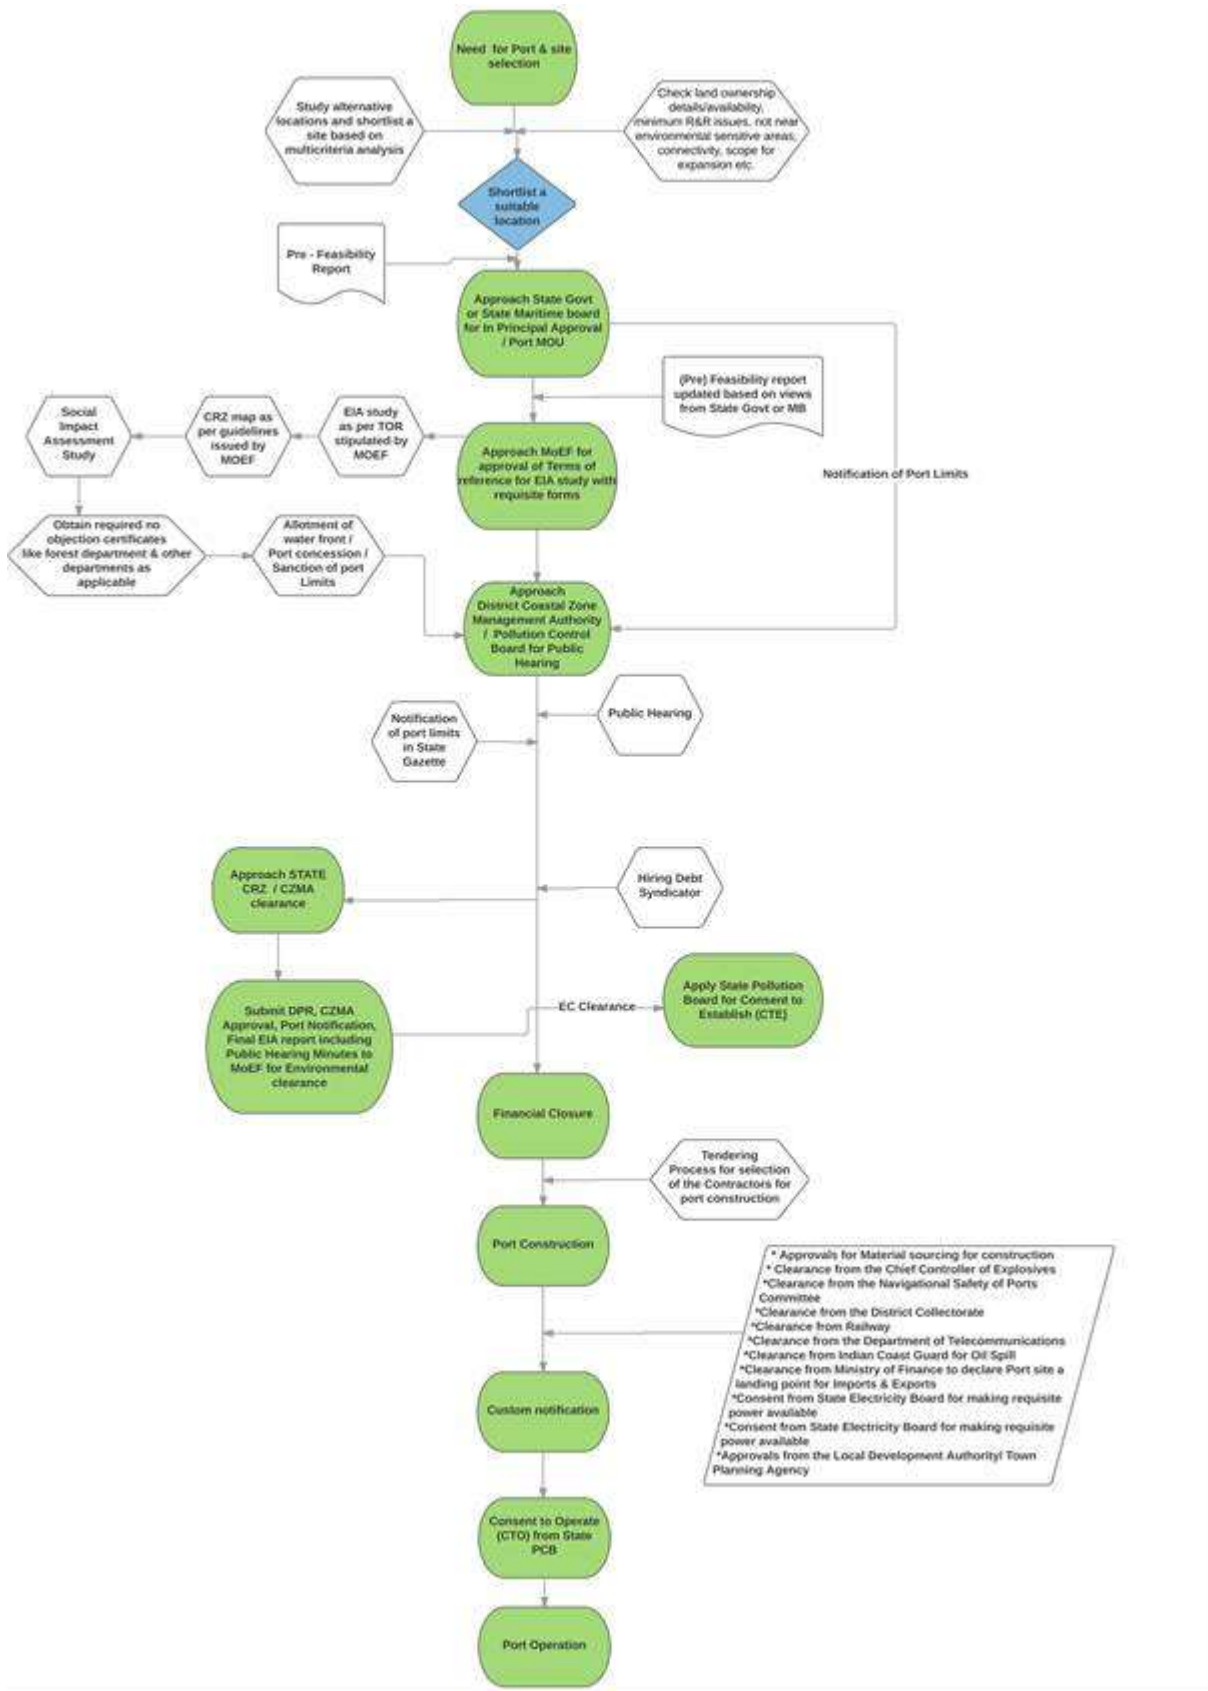 Need for Port & site
selection
Study alternative
locations and shortlist a
site based on
multicriteria analysis
Check land ownership
details/availability,
minimum R&R issues, not near
environmental sensitive areas,
connectivity, scope for
expansion etc.
Shortlist a
suitable
location
Pre - Feasibility
Report
Approach State Govt
or State Maritime board
for In Principal Approval
/ Port MOU
(Pre) Feasibility report
updated based on views
from State Govt or MB
Social
Impact
Assessment
Study
CRZ map as
per guidelines
issued by
MOEF
EIA study
as per TOR
stipulated by
MOEF
Approach MoEF for
approval of Terms of
reference for EIA study with
requisite forms
Notification of Port Limits
Obtain required no
objection certificates
like forest department & other
departments as
applicable
Allotment of
water front /
Port concession /
Sanction of port
Limits
Approach
District Coastal Zone
Management Authority
/ Pollution Control
Board for Public
Hearing
Public Hearing
Notification
of port limits
in State
Gazette
Approach STATE
CRZ / CZMA
clearance
Hiring Debt
Syndicator
Submit DPR, CZMA
Approval, Port Notification,
Final EIA report including
Public Hearing Minutes to
MoEF for Environmental
clearance
EC Clearance
Apply State Pollution
Board for Consent to
Establish (CTE)
Financial Closure
Tendering
Process for selection
of the Contractors for
port construction
Port Construction
* Approvals for Material sourcing for construction
* Clearance from the Chief Controller of Explosives
*Clearance from the Navigational Safety of Ports
Committee
*Clearance from the District Collectorate
*Clearance from Railway
*Clearance from the Department of Telecommunications
*Clearance from Indian Coast Guard for Oil Spill
*Clearance from Ministry of Finance to declare Port site a
landing point for Imports & Exports
*Consent from State Electricity Board for making requisite
power available
*Consent from State Electricity Board for making requisite
power available
*Approvals from the Local Development Authority/ Town
Planning Agency
Custom notification
Consent to Operate
(CTO) from State
PCB
Port Operation